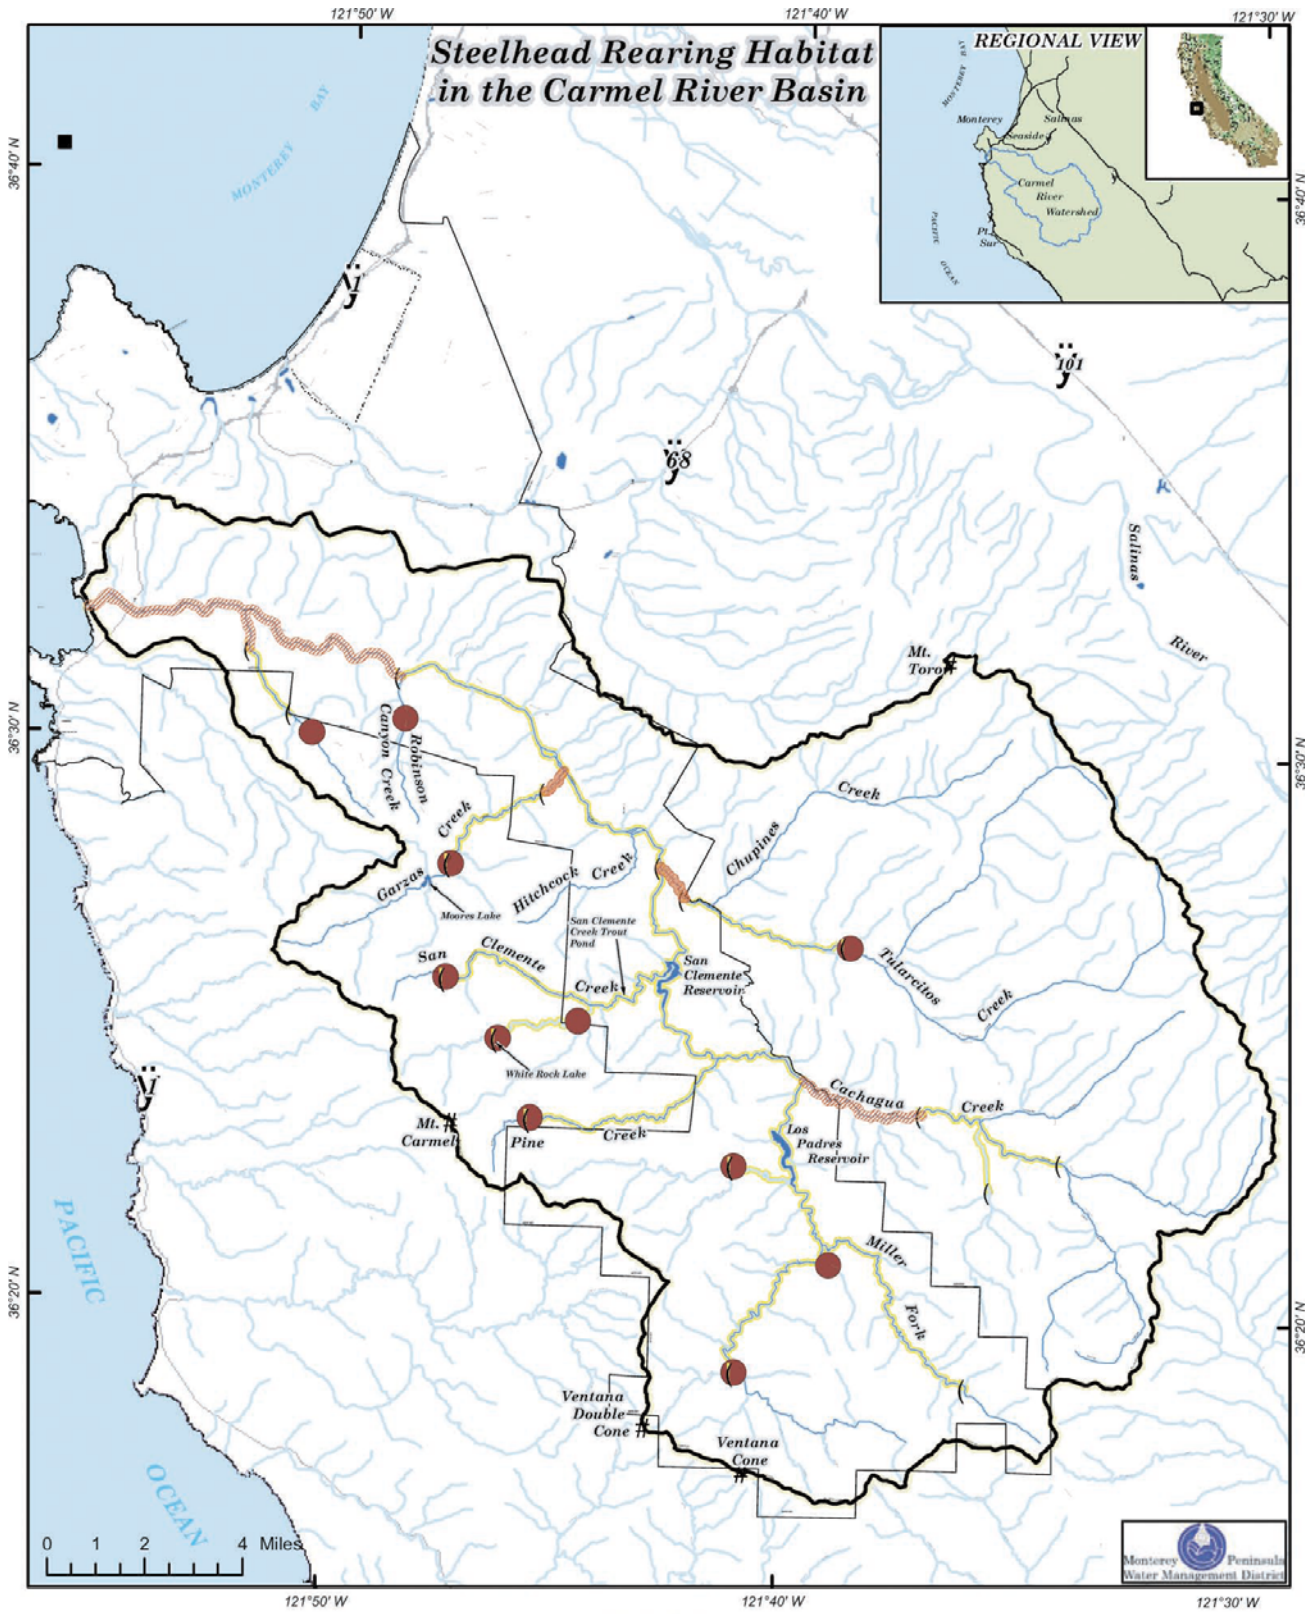 121°50' W
121°40' W
121°30' W
Steelhead Rearing Habitat
in the Carmel River Basin
REGIONAL VIEW
MONTEREY BAY
Monterey
Salinas
Seaside
Carmel
River
Watershed
Pt.
Sur
PACIFIC OCEAN
MONTEREY BAY
36°40' N
36°40' N
1
101
68
Salinas
River
Mt.
Toro
36°30' N
36°30' N
Robinson
Canyon Creek
Creek
Chupines
Creek
Garzas
Hitchcock
Creek
Moores Lake
San Clemente
Creek Trout
Pond
San
Clemente
Creek
San
Clemente
Reservoir
Tularcitos
Creek
White Rock Lake
1
Mt.
Carmel
Pine
Creek
Cachagua
Creek
Los
Padres
Reservoir
PACIFIC
Miller
Fork
36°20' N
36°20' N
Ventana
Double
Cone
Ventana
Cone
OCEAN
0 1 2 4 Miles
Monterey Peninsula
Water Management District
121°50' W
121°40' W
121°30' W